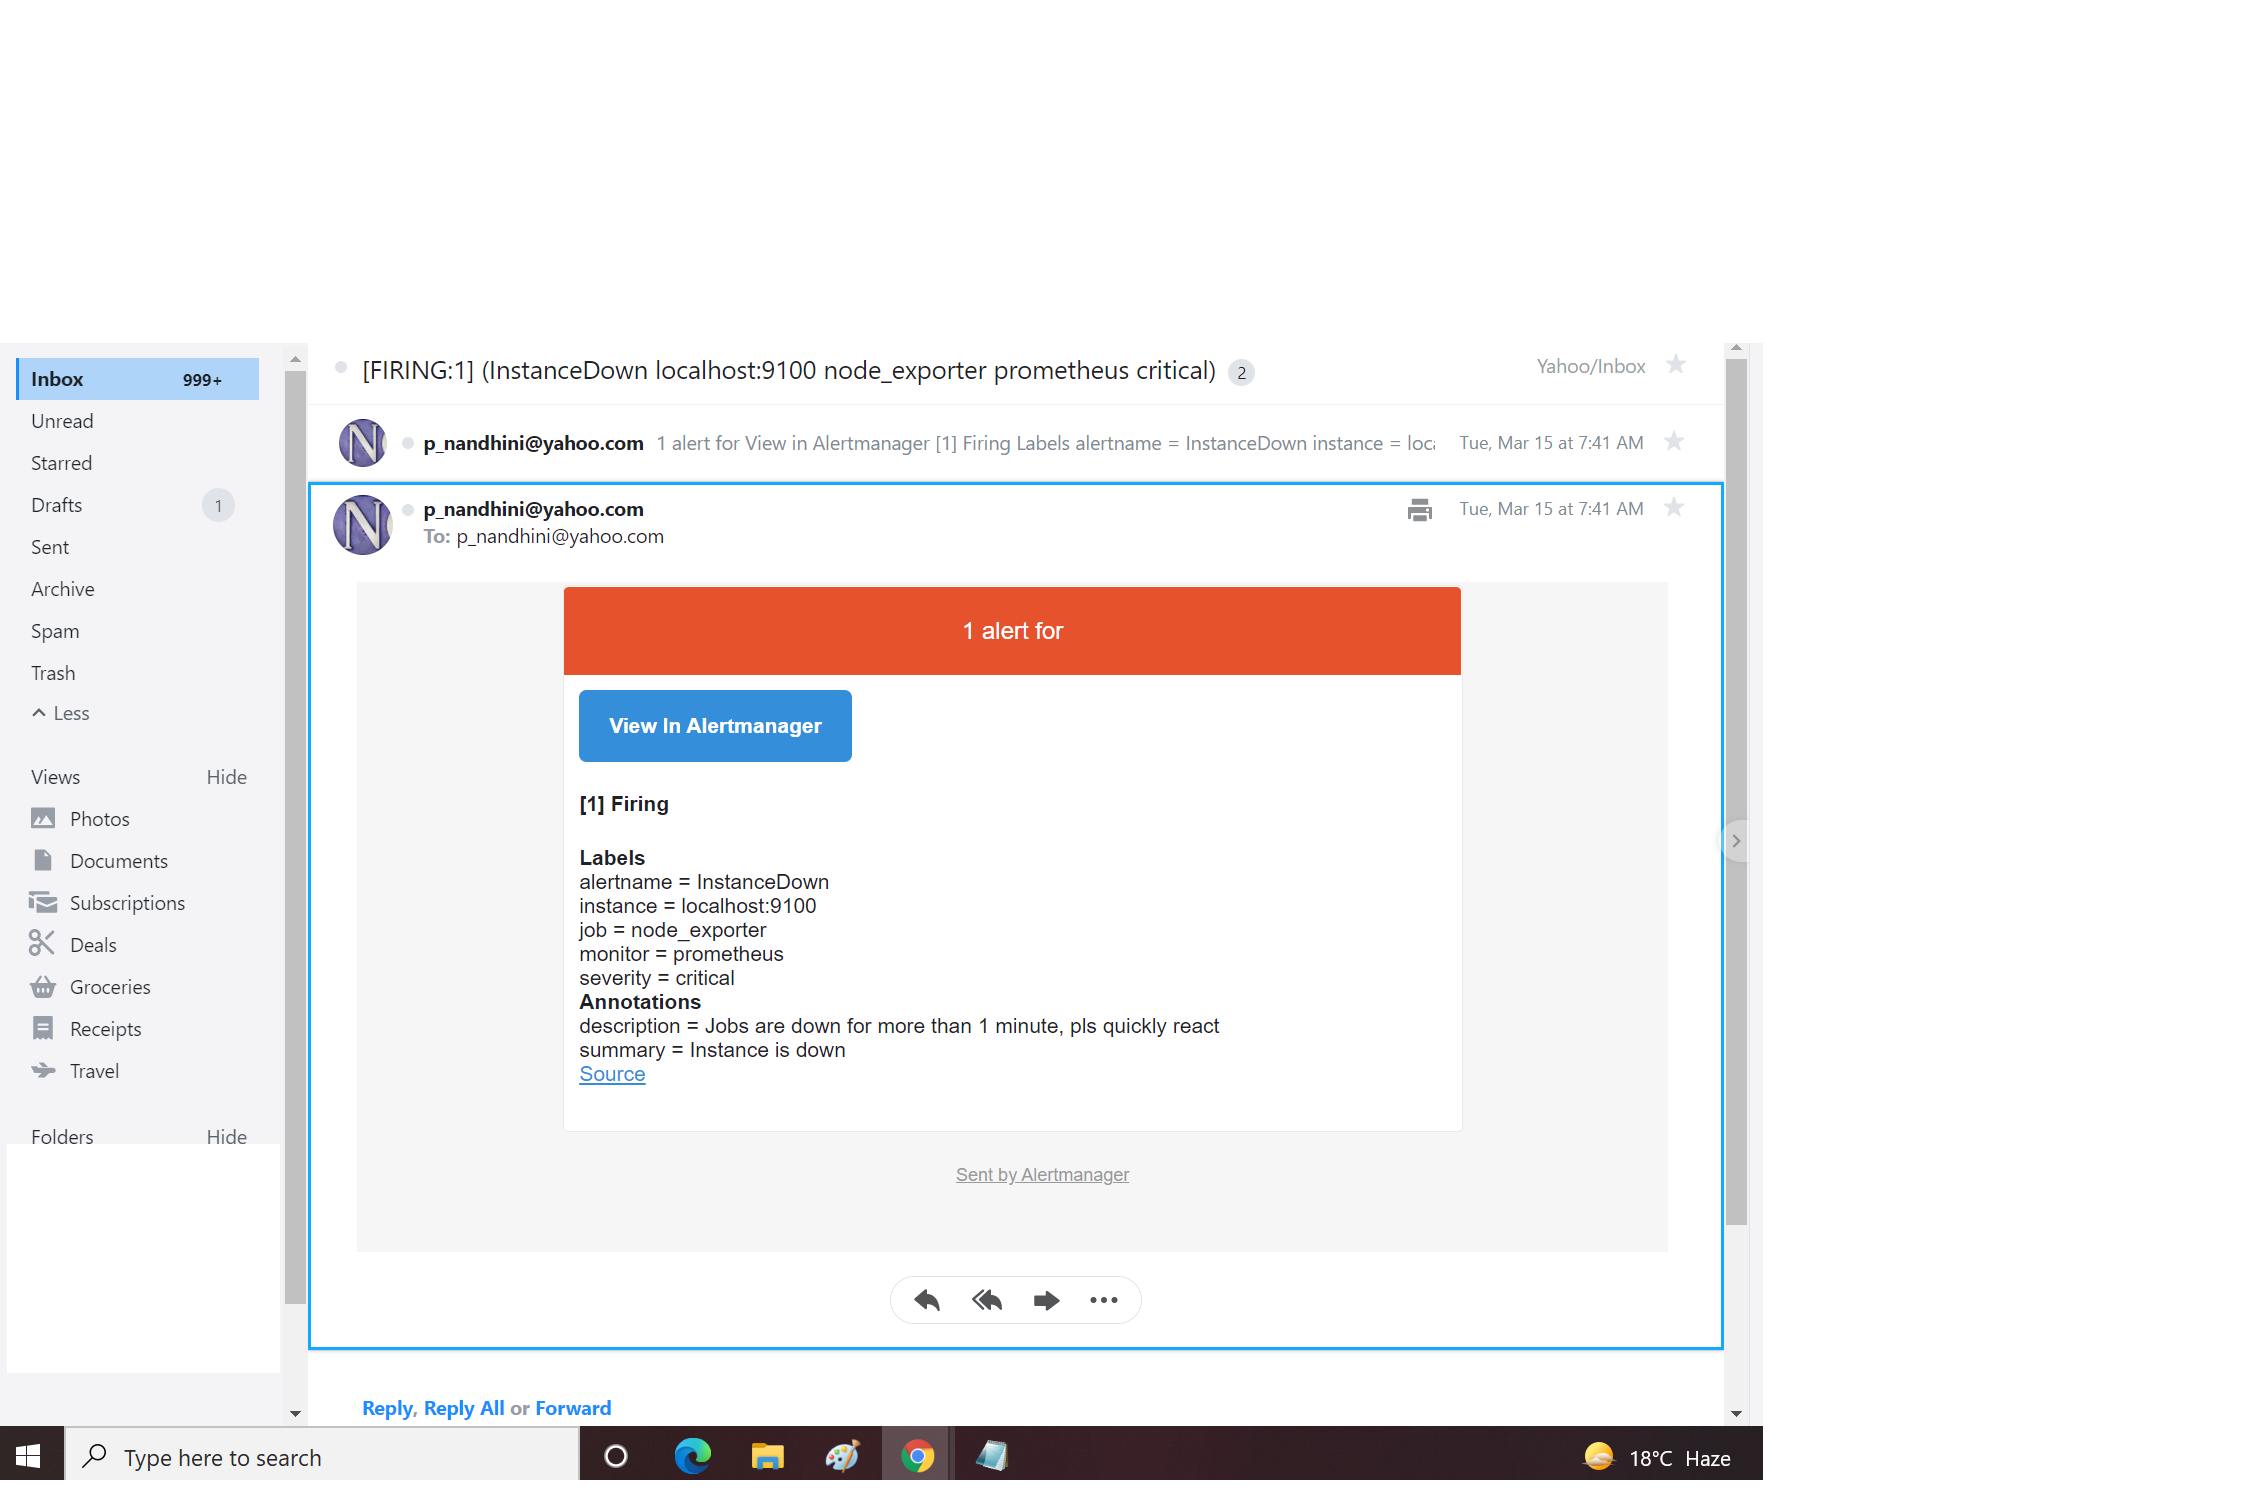 Inbox 999+
Unread
Starred
Drafts 1
Sent
Archive
Spam
Trash
Less
Views Hide
Photos
Documents
Subscriptions
Deals
Groceries
Receipts
Travel
Folders Hide
[FIRING:1] (InstanceDown localhost:9100 node_exporter prometheus critical) 2 Yahoo/Inbox
N p_nandhini@yahoo.com 1 alert for View in Alertmanager [1] Firing Labels alertname = InstanceDown instance = loc Tue, Mar 15 at 7:41 AM
N p_nandhini@yahoo.com Tue, Mar 15 at 7:41 AM
To: p_nandhini@yahoo.com
1 alert for
View In Alertmanager
[1] Firing
Labels
alertname = InstanceDown
instance = localhost:9100
job = node_exporter
monitor = prometheus
severity = critical
Annotations
description = Jobs are down for more than 1 minute, pls quickly react
summary = Instance is down
Source
Sent by Alertmanager
Reply, Reply All or Forward
Type here to search 18°C Haze